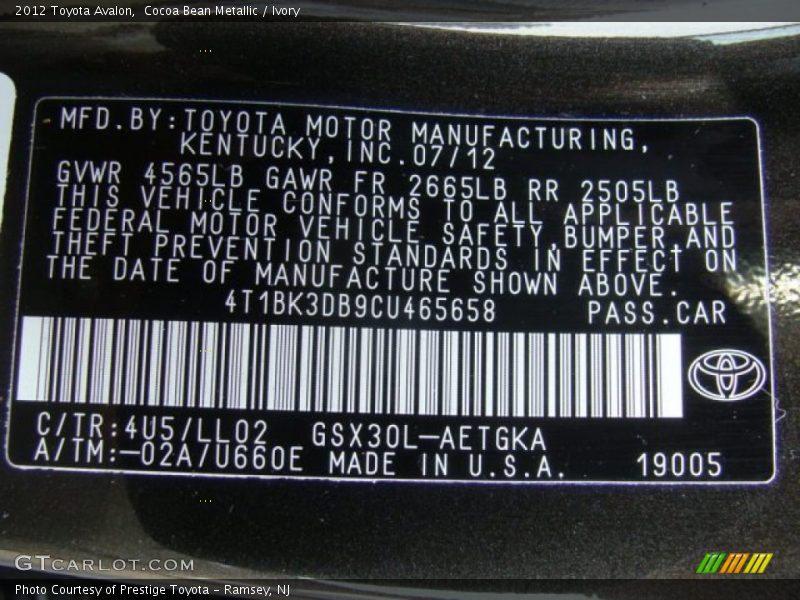 2012 Toyota Avalon,  Cocoa Bean Metallic / Ivory
MFD.BY:TOYOTA MOTOR MANUFACTURING,
KENTUCKY,INC.07/12
GVWR 4565LB GAWR FR 2665LB RR 2505LB
THIS VEHICLE CONFORMS TO ALL APPLICABLE
FEDERAL MOTOR VEHICLE SAFETY,BUMPER,AND
THEFT PREVENTION STANDARDS IN EFFECT ON
THE DATE OF MANUFACTURE SHOWN ABOVE.
4T1BK3DB9CU465658 PASS.CAR
C/TR:4U5/LL02 GSX30L-AETGKA
A/TM:-02A/U660E MADE IN U.S.A. 19005
GTCARLOT.COM
Photo Courtesy of Prestige Toyota - Ramsey, NJ